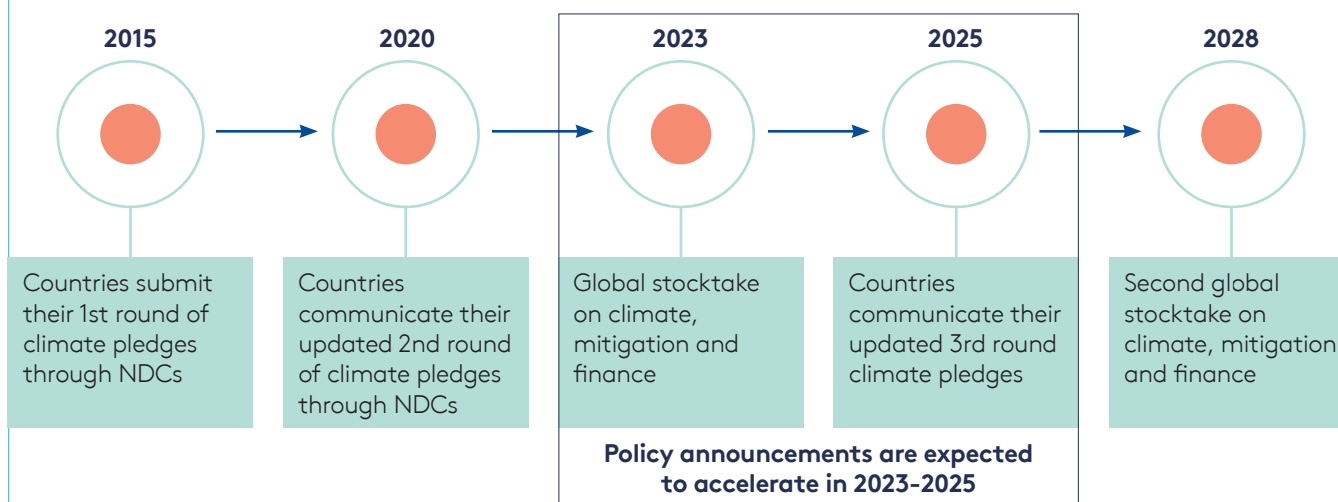 2015
2020
2023
2025
2028
Countries submit
their 1st round of
climate pledges
through NDCs
Countries
communicate their
updated 2nd round
of climate pledges
through NDCs
Global stocktake
on climate,
mitigation and
finance
Countries
communicate their
updated 3rd round
climate pledges
Second global
stocktake on
climate, mitigation
and finance
Policy announcements are expected
to accelerate in 2023-2025